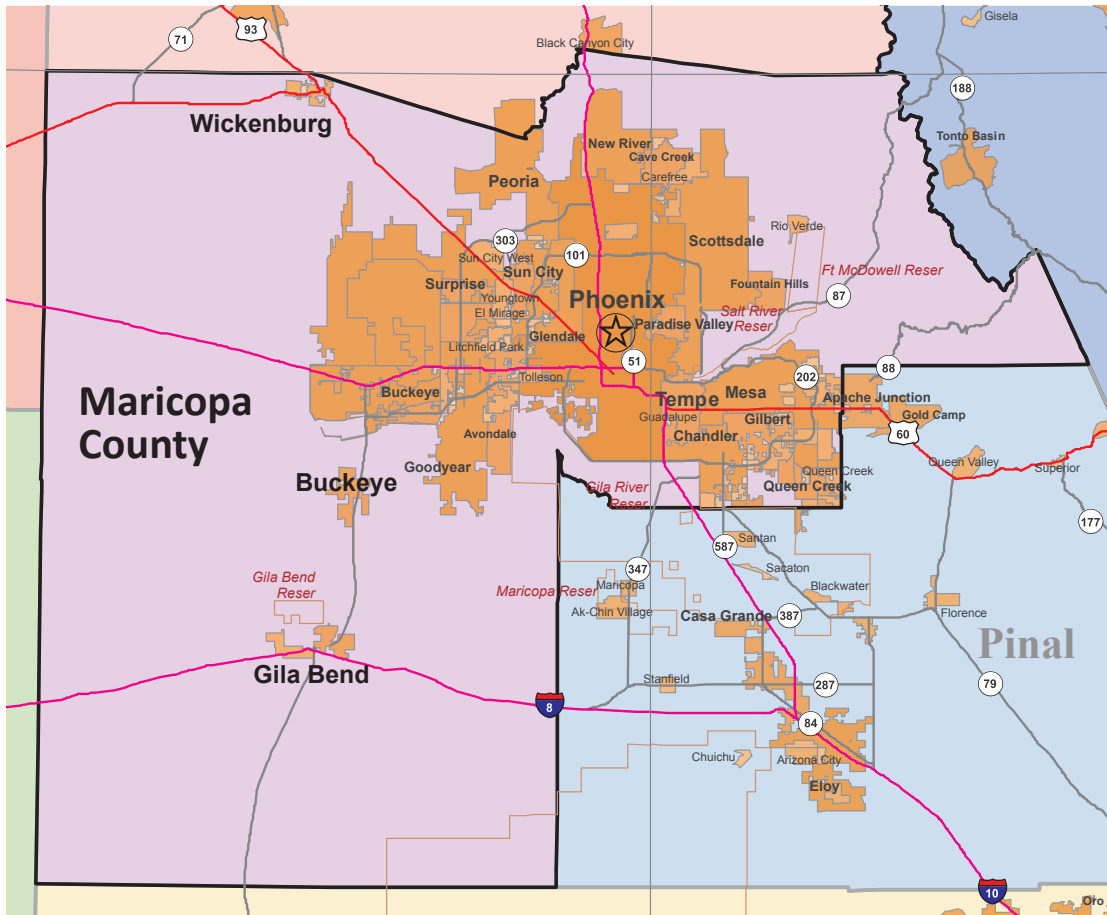 Gisela
93
71
Black Canyon City
188
Wickenburg
Tonto Basin
New River
Cave Creek
Carefree
Peoria
Rio Verde
303
Scottsdale
101
Sun City West
Sun City
Ft McDowell Reser
Surprise
Fountain Hills
87
Youngtown
Phoenix
El Mirage
Salt River
Reser
Paradise Valley
Glendale
Litchfield Park
51
88
Tolleson
202
Maricopa
County
Buckeye
Tempe
Mesa
Apache Junction
Guadalupe
Gilbert
Gold Camp
Avondale
Chandler
60
Goodyear
Queen Valley
Superior
Queen Creek
Buckeye
Queen Creek
Gila River
Reser
177
Santan
587
347
Sacaton
Gila Bend
Reser
Maricopa Reser
Maricopa
Blackwater
Ak-Chin Village
Casa Grande
387
Florence
Pinal
Gila Bend
Stanfield
287
79
8
84
Chuichu
Arizona City
Eloy
10
Oro